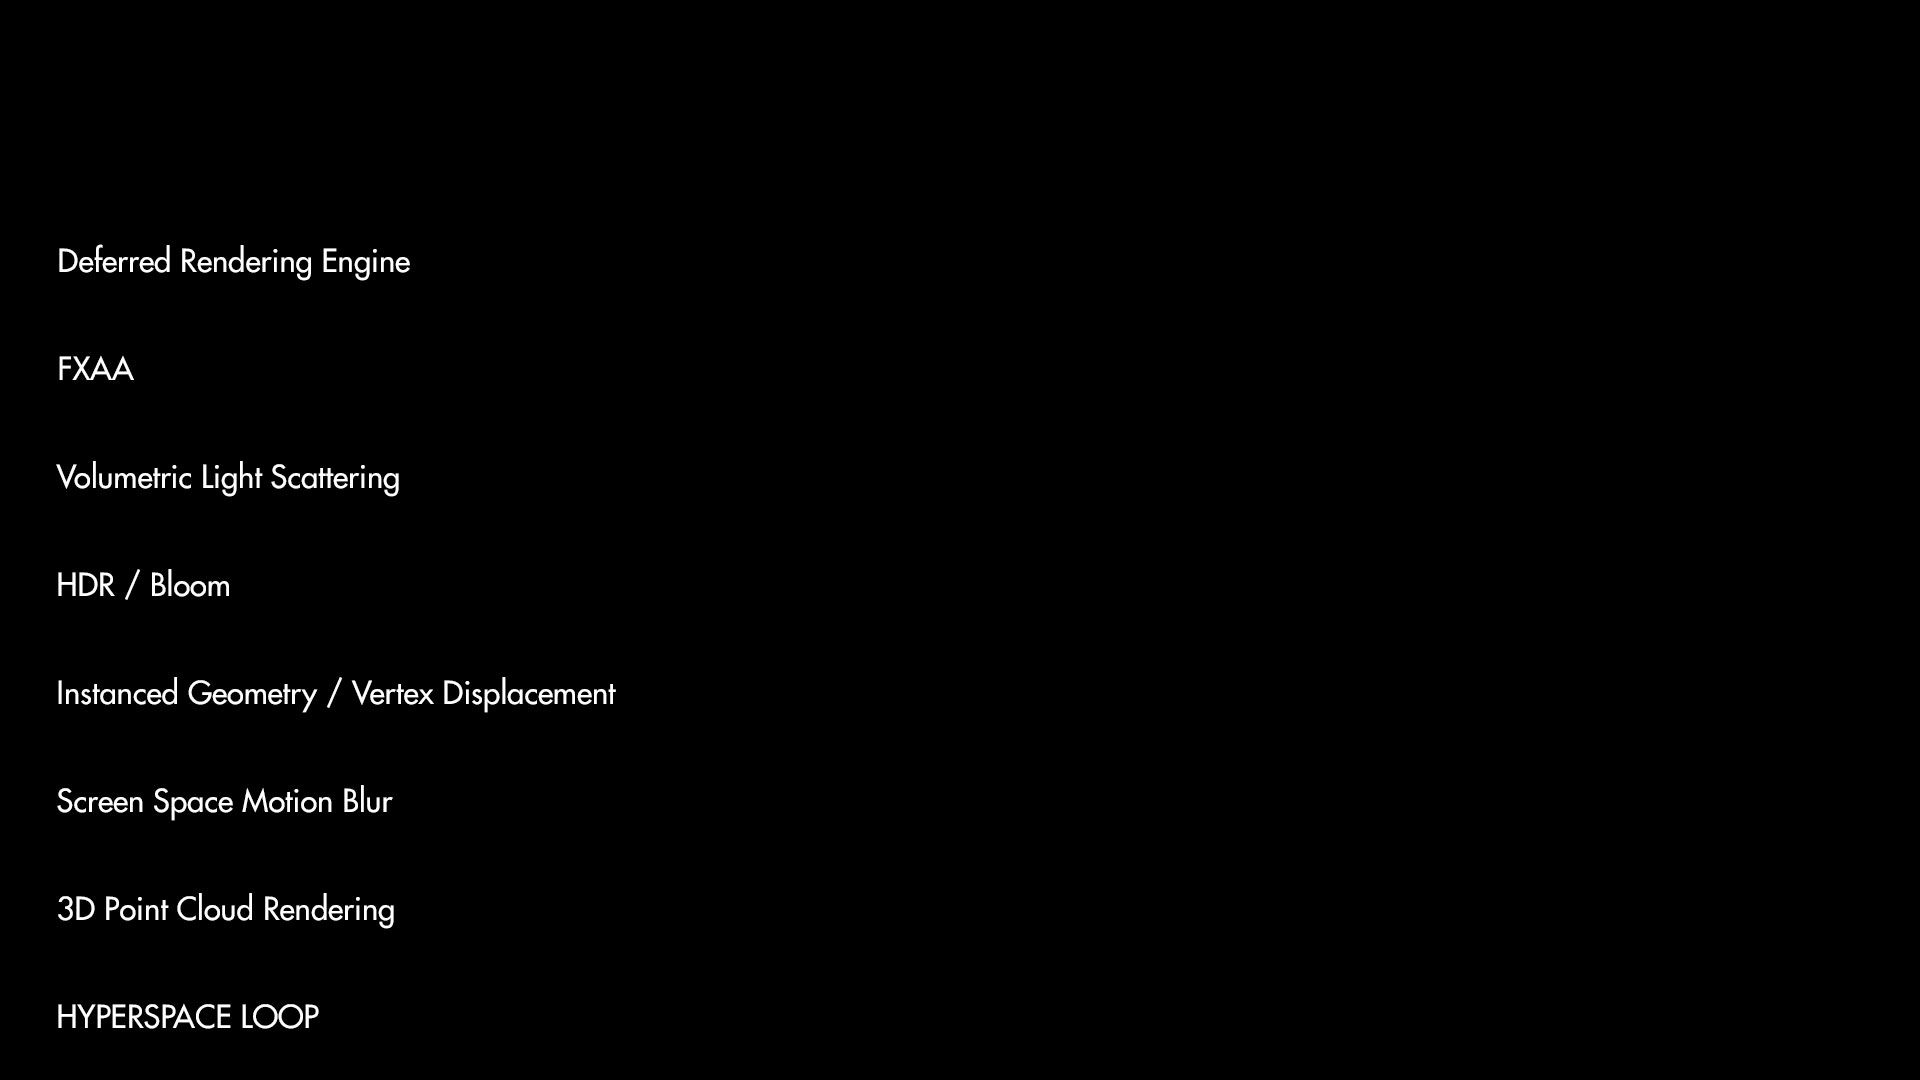 Deferred Rendering Engine
FXAA
Volumetric Light Scattering
HDR / Bloom
Instanced Geometry / Vertex Displacement
Screen Space Motion Blur
3D Point Cloud Rendering
HYPERSPACE LOOP